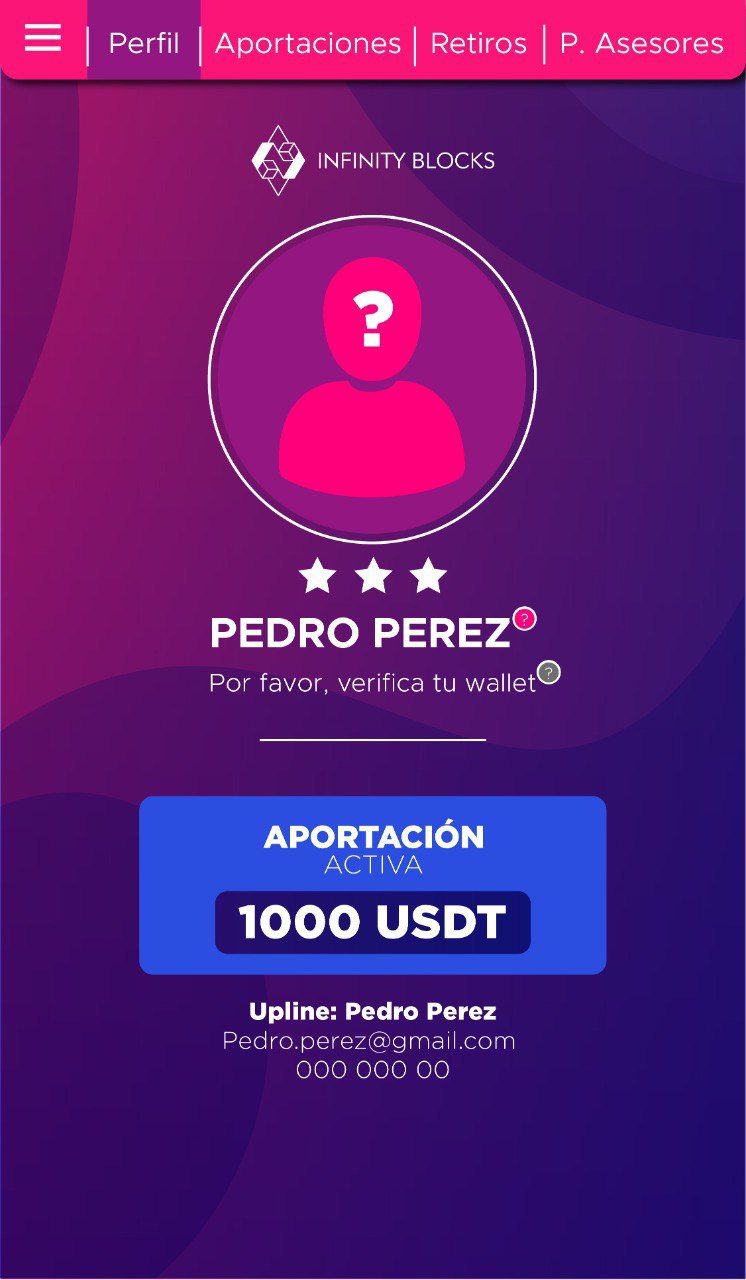 | Perfil | Aportaciones | Retiros | P. Asesores
INFINITY BLOCKS
?
PEDRO PEREZ ?
Por favor, verifica tu wallet ?
APORTACIÓN
ACTIVA
1000 USDT
Upline: Pedro Perez
Pedro.perez@gmail.com
000 000 00